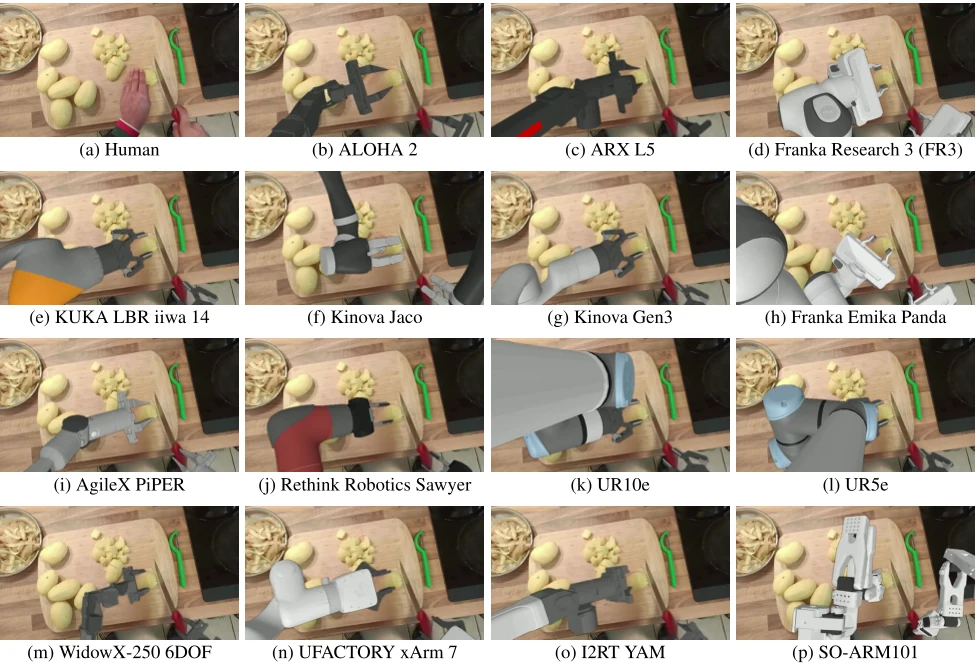 (a) Human
(b) ALOHA 2
(c) ARX L5
(d) Franka Research 3 (FR3)
(e) KUKA LBR iiwa 14
(f) Kinova Jaco
(g) Kinova Gen3
(h) Franka Emika Panda
(i) AgileX PiPER
(j) Rethink Robotics Sawyer
(k) UR10e
(l) UR5e
(m) WidowX-250 6DOF
(n) UFACTORY xArm 7
(o) I2RT YAM
(p) SO-ARM101